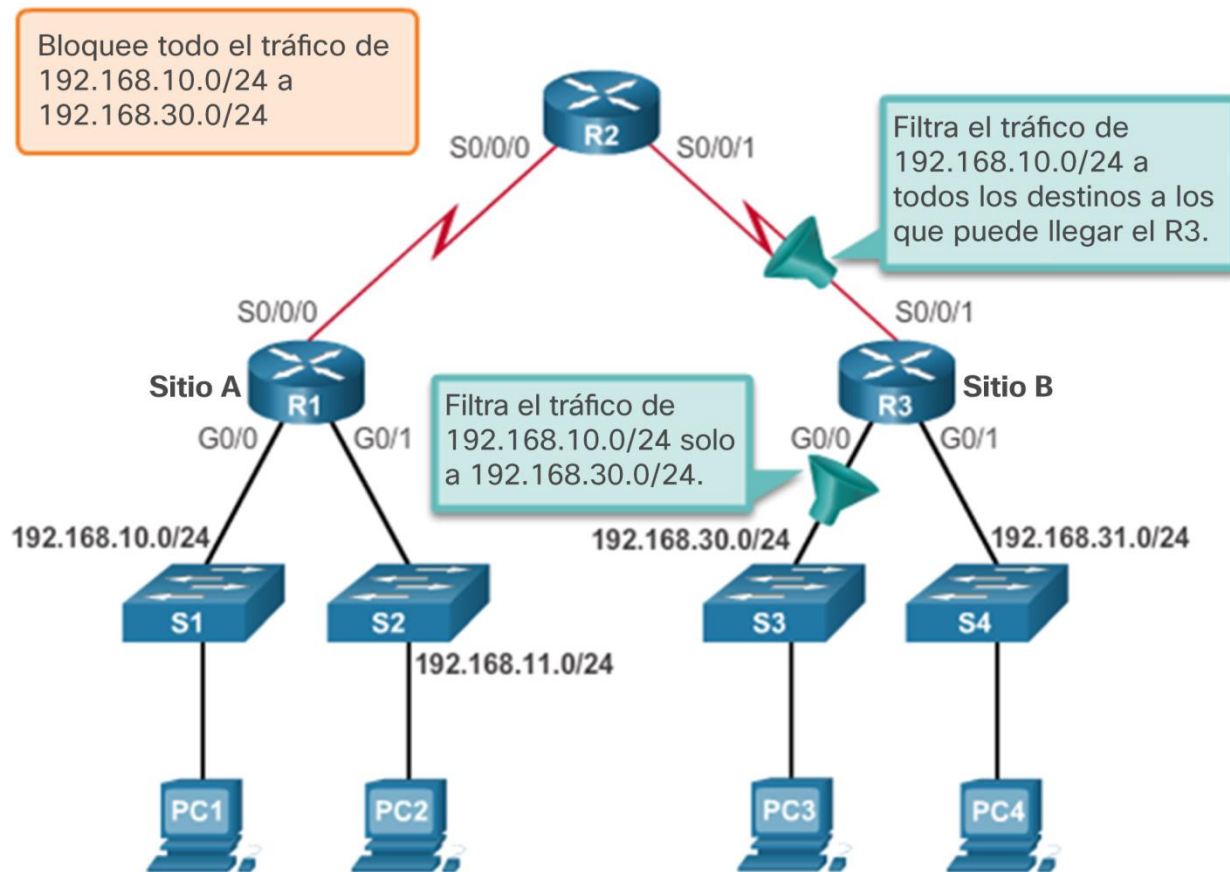 Bloquee todo el tráfico de
192.168.10.0/24 a
192.168.30.0/24
R2
S0/0/0
S0/0/1
Filtra el tráfico de
192.168.10.0/24 a
todos los destinos a los
que puede llegar el R3.
S0/0/0
S0/0/1
Sitio A
R1
Filtra el tráfico de
192.168.10.0/24 solo
a 192.168.30.0/24.
R3
Sitio B
G0/0
G0/1
G0/0
G0/1
192.168.10.0/24
192.168.30.0/24
192.168.31.0/24
S1
S2
S3
S4
192.168.11.0/24
PC1
PC2
PC3
PC4